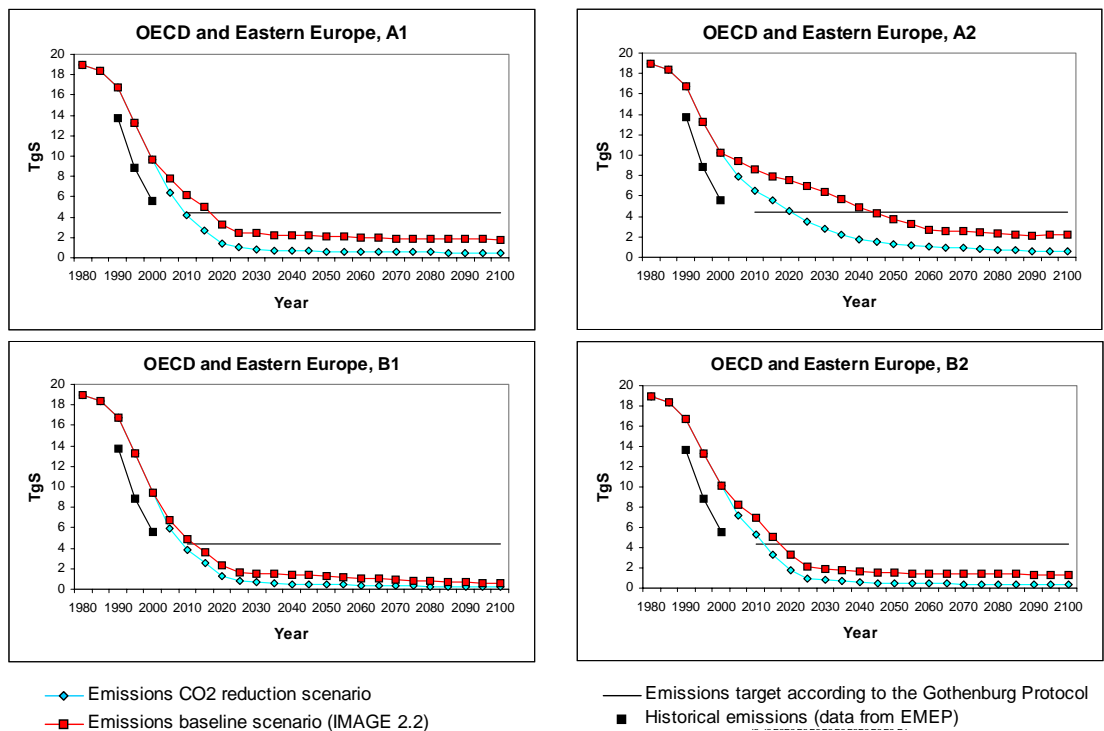 OECD and Eastern Europe, A1
20
18
16
14
12
10
8
6
4
2
0
TgS
1980 1990 2000 2010 2020 2030 2040 2050 2060 2070 2080 2090 2100
Year
OECD and Eastern Europe, A2
20
18
16
14
12
10
8
6
4
2
0
TgS
1980 1990 2000 2010 2020 2030 2040 2050 2060 2070 2080 2090 2100
Year
OECD and Eastern Europe, B1
20
18
16
14
12
10
8
6
4
2
0
TgS
1980 1990 2000 2010 2020 2030 2040 2050 2060 2070 2080 2090 2100
Year
OECD and Eastern Europe, B2
20
18
16
14
12
10
8
6
4
2
0
TgS
1980 1990 2000 2010 2020 2030 2040 2050 2060 2070 2080 2090 2100
Year
Emissions CO2 reduction scenario
Emissions baseline scenario (IMAGE 2.2)
Emissions target according to the Gothenburg Protocol
Historical emissions (data from EMEP)